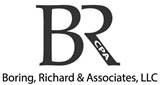 BR
CPA
Boring, Richard & Associates, LLC